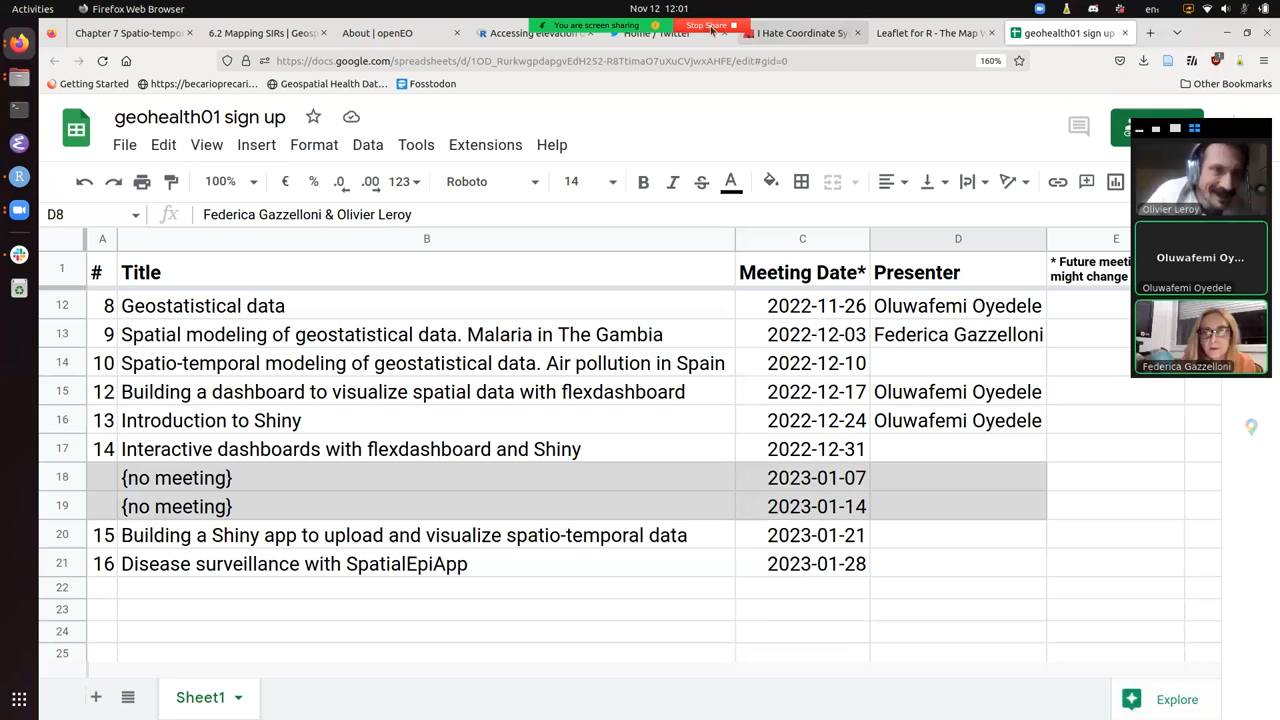 Activities Firefox Web Browser Nov 12 12:01 en₁
You are screen sharing Stop Share
Chapter 7 Spatio-tempor × 6.2 Mapping SIRs | Geosp × About | openEO × Accessing elevation × Home / Twitter × I Hate Coordinate Sy × Leaflet for R - The Map W × geohealth01 sign up - ×
https://docs.google.com/spreadsheets/d/1OD_RurkwgpdapgvEdH2S2-R8TtimaO7uXuCVjwxAHFE/edit#gid=0 160%
Getting Started https://becarioprecari... Geospatial Health Dat... Fosstodon Other Bookmarks
geohealth01 sign up
File Edit View Insert Format Data Tools Extensions Help
100% € % .0 .00 123 Roboto 14 B I S A
D8 fx Federica Gazzelloni & Olivier Leroy
A B C D E
1 # Title Meeting Date* Presenter * Future meeti
might change
12 8 Geostatistical data 2022-11-26 Oluwafemi Oyedele
13 9 Spatial modeling of geostatistical data. Malaria in The Gambia 2022-12-03 Federica Gazzelloni
14 10 Spatio-temporal modeling of geostatistical data. Air pollution in Spain 2022-12-10
15 12 Building a dashboard to visualize spatial data with flexdashboard 2022-12-17 Oluwafemi Oyedele
16 13 Introduction to Shiny 2022-12-24 Oluwafemi Oyedele
17 14 Interactive dashboards with flexdashboard and Shiny 2022-12-31
18 {no meeting} 2023-01-07
19 {no meeting} 2023-01-14
20 15 Building a Shiny app to upload and visualize spatio-temporal data 2023-01-21
21 16 Disease surveillance with SpatialEpiApp 2023-01-28
22
23
24
25
Olivier Leroy
Oluwafemi Oy...
Oluwafemi Oyedele
Federica Gazzelloni
Sheet1 Explore